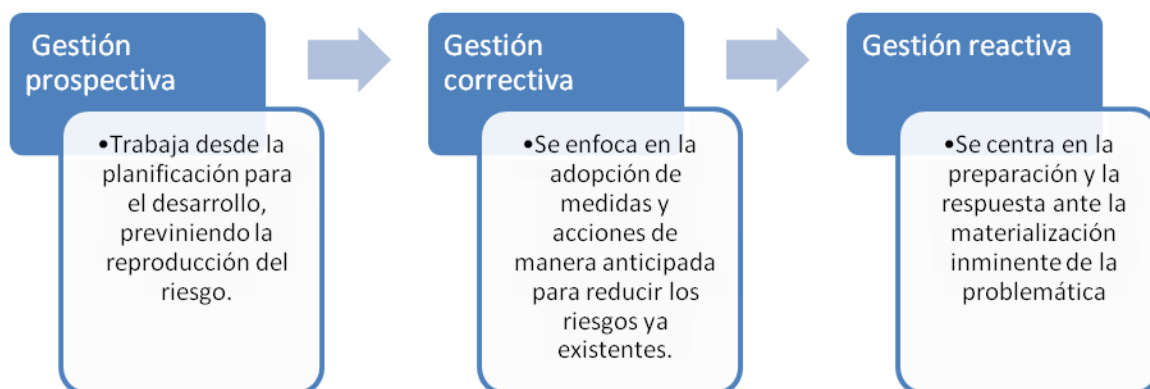 Gestión
prospectiva
•Trabaja desde la
planificación para
el desarrollo,
previniendo la
reproducción del
riesgo.
Gestión
correctiva
•Se enfoca en la
adopción de
medidas y
acciones de
manera anticipada
para reducir los
riesgos ya
existentes.
Gestión reactiva
•Se centra en la
preparación y la
respuesta ante la
materialización
inminente de la
problemática